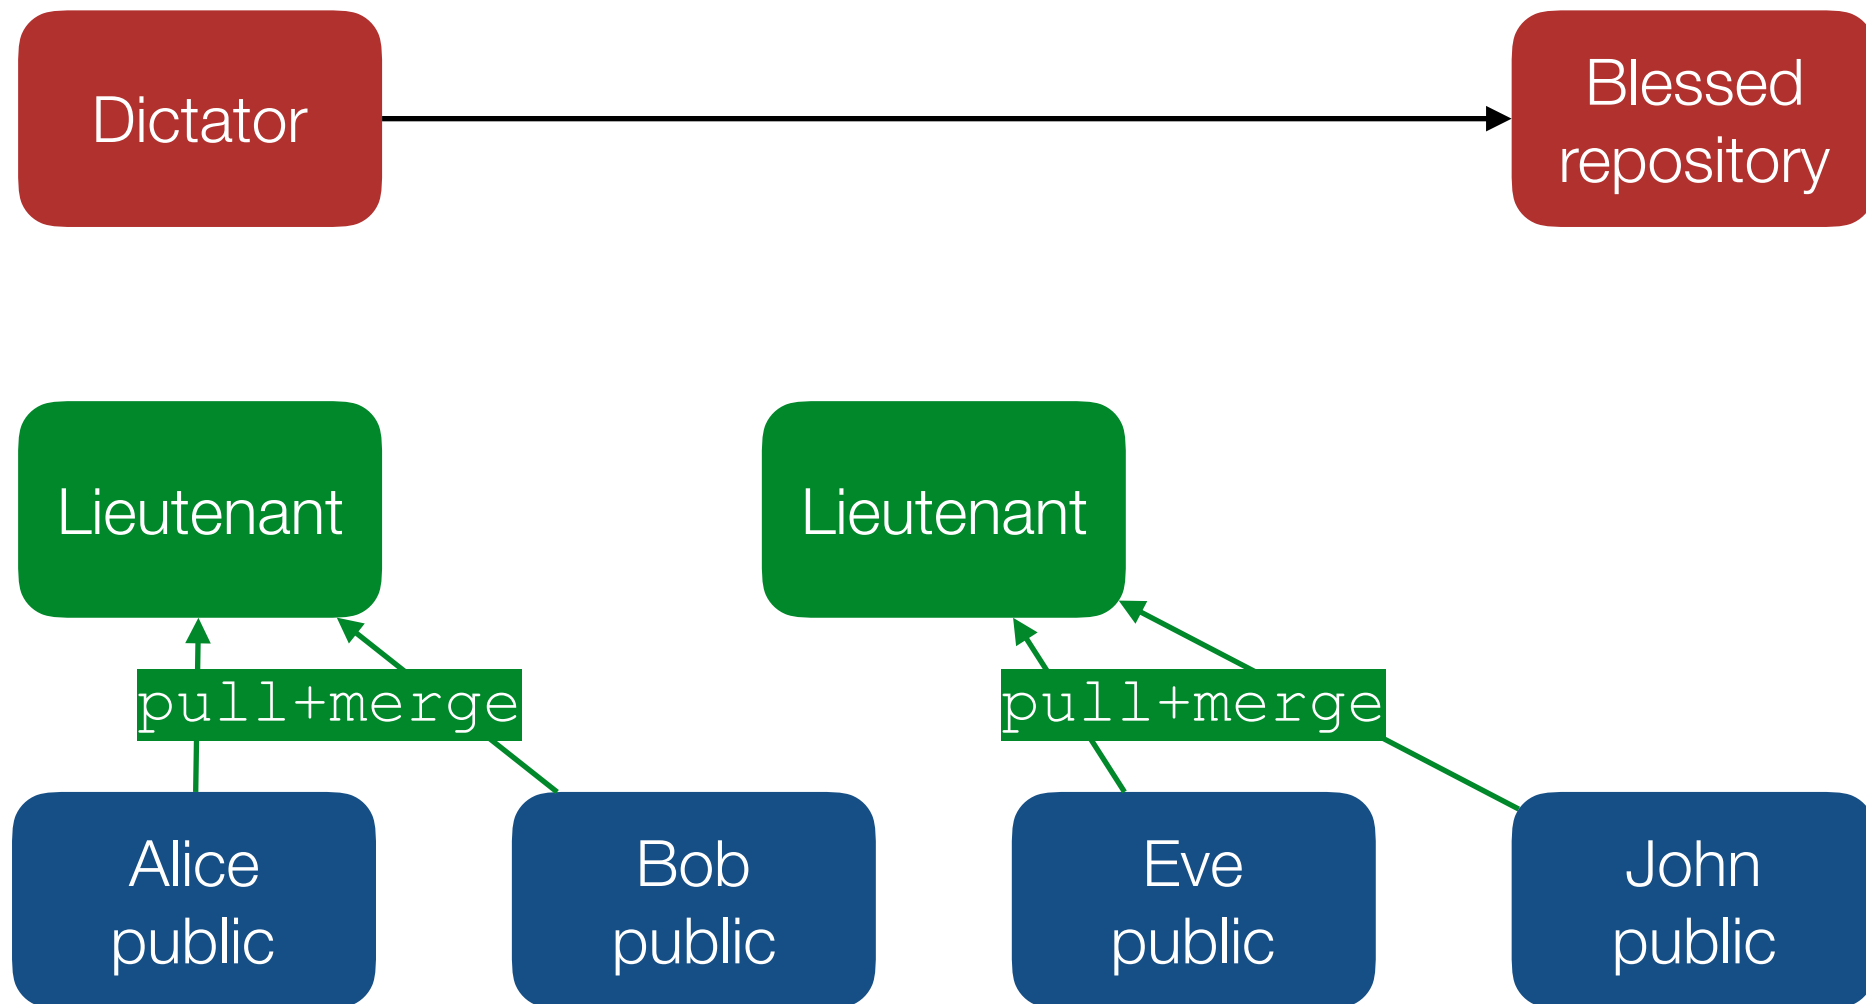 Dictator
Blessed
repository
Lieutenant
Lieutenant
pull+merge
pull+merge
Alice
public
Bob
public
Eve
public
John
public